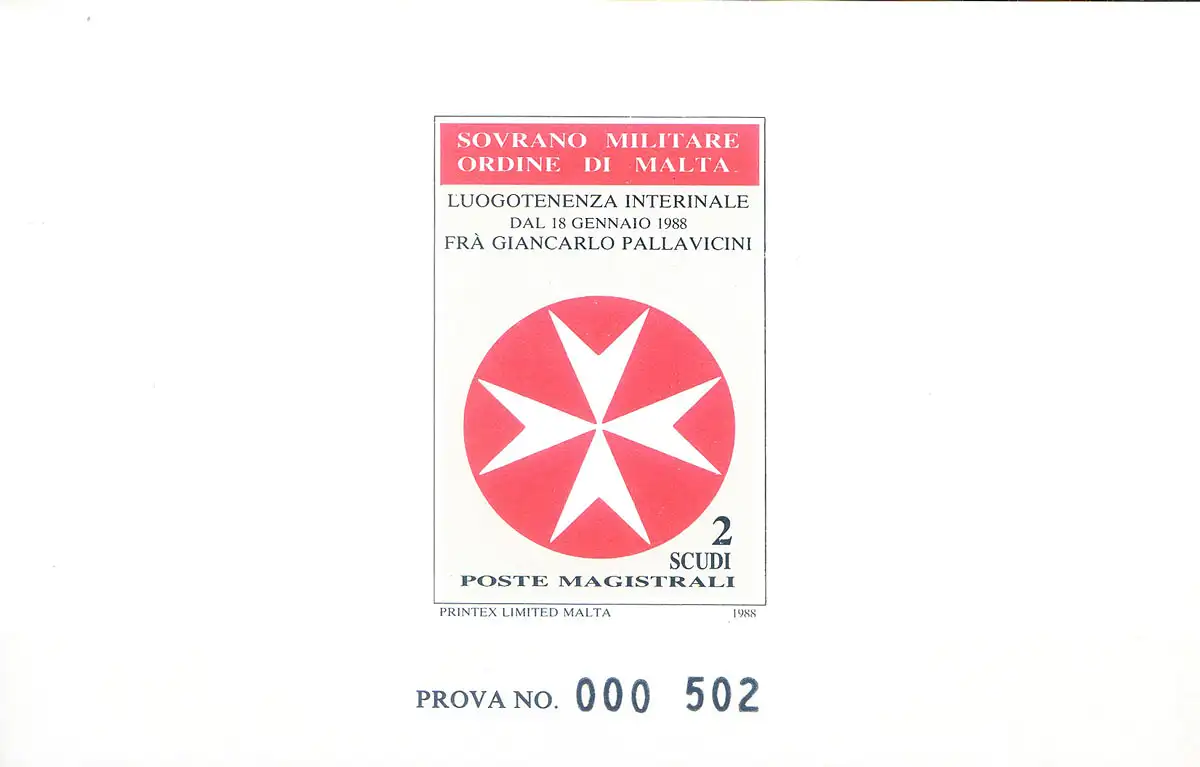 SOVRANO MILITARE
ORDINE DI MALTA
LUOGOTENENZA INTERINALE
DAL 18 GENNAIO 1988
FRÀ GIANCARLO PALLAVICINI
2
SCUDI
POSTE MAGISTRALI
PRINTEX LIMITED MALTA 1988
PROVA NO. 000 502